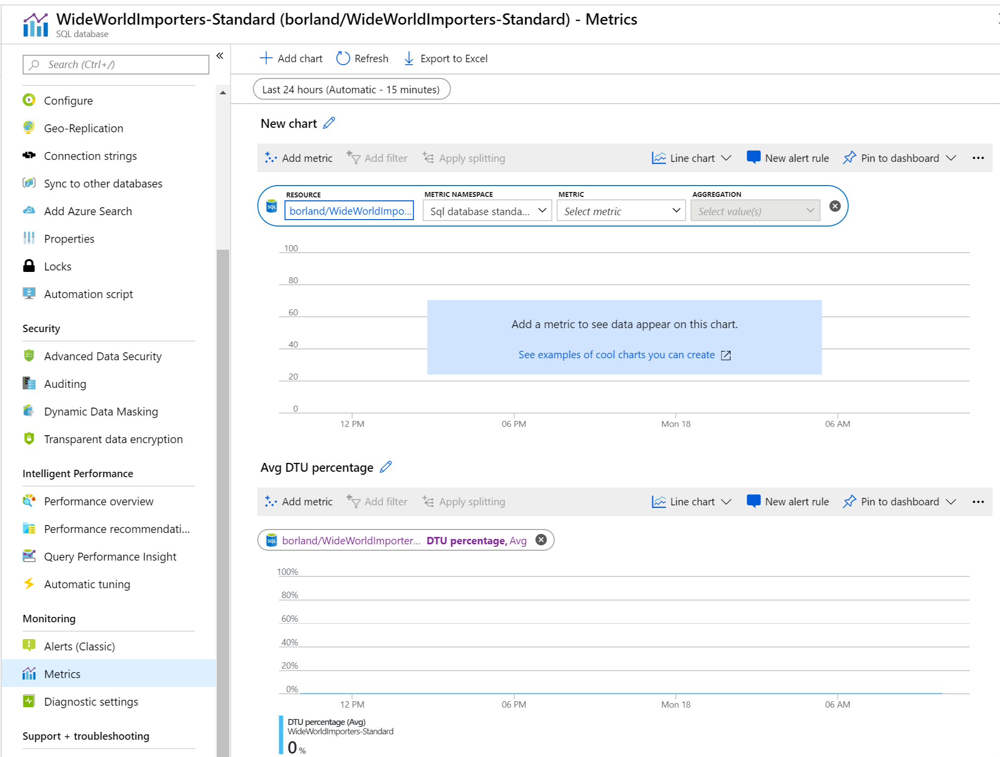 WideWorldImporters-Standard (borland/WideWorldImporters-Standard) - Metrics
SQL database
Search (Ctrl+/)
Configure
Geo-Replication
Connection strings
Sync to other databases
Add Azure Search
Properties
Locks
Automation script
Security
Advanced Data Security
Auditing
Dynamic Data Masking
Transparent data encryption
Intelligent Performance
Performance overview
Performance recommendati...
Query Performance Insight
Automatic tuning
Monitoring
Alerts (Classic)
Metrics
Diagnostic settings
Support + troubleshooting
Add chart Refresh Export to Excel
Last 24 hours (Automatic - 15 minutes)
New chart
Add metric Add filter Apply splitting Line chart New alert rule Pin to dashboard
RESOURCE METRIC NAMESPACE METRIC AGGREGATION
SQL borland/WideWorldImpo... Sql database standa... Select metric Select value(s)
100
80
60
40
20
0
Add a metric to see data appear on this chart.
See examples of cool charts you can create
12 PM 06 PM Mon 18 06 AM
Avg DTU percentage
Add metric Add filter Apply splitting Line chart New alert rule Pin to dashboard
SQL borland/WideWorldImporter... DTU percentage, Avg
100%
80%
60%
40%
20%
0%
12 PM 06 PM Mon 18 06 AM
DTU percentage (Avg)
WideWorldImporters-Standard
0 %